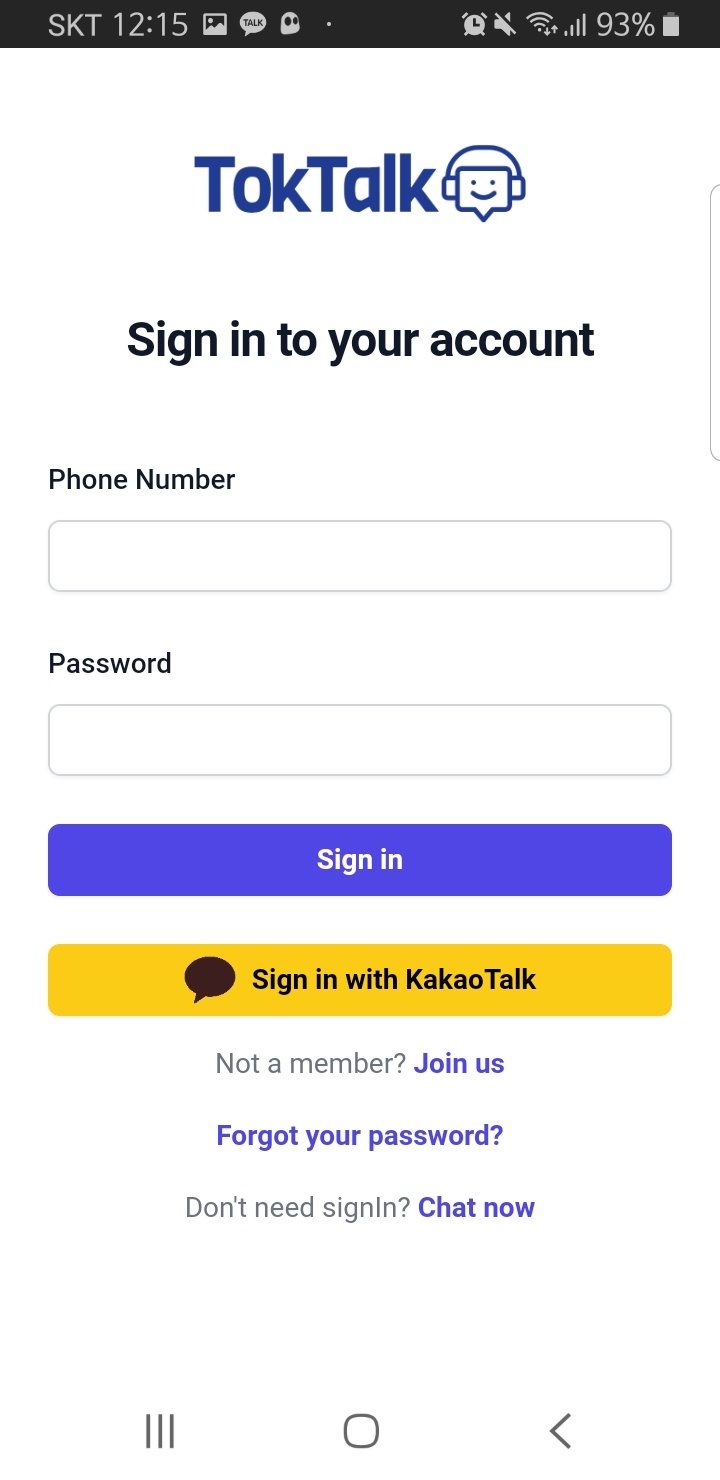 SKT 12:15 TALK 93%
TokTalk
Sign in to your account
Phone Number
Password
Sign in
Sign in with KakaoTalk
Not a member? Join us
Forgot your password?
Don't need signIn? Chat now